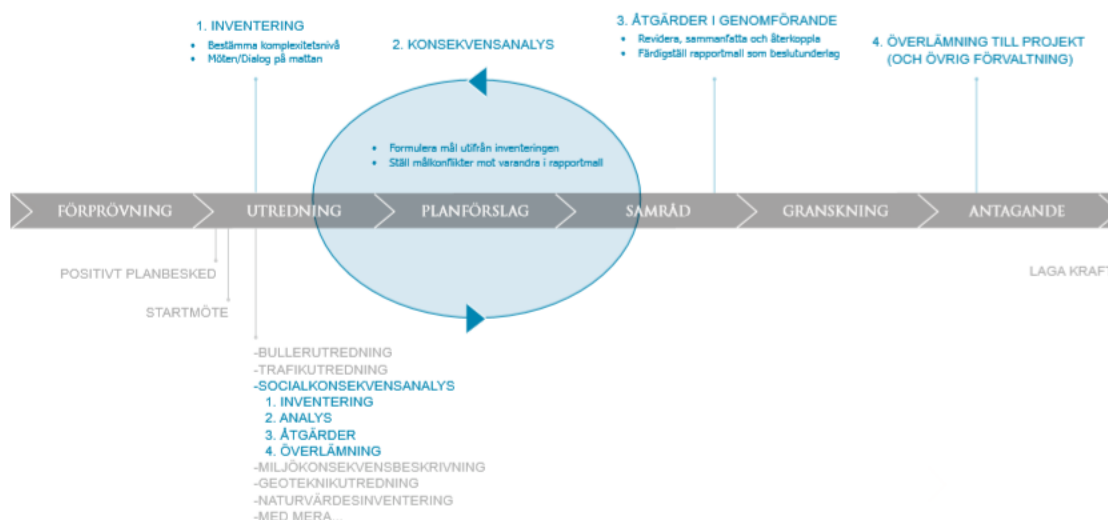 1. INVENTERING
• Bestämma komplexitetsnivå
• Möten/Dialog på mattan
2. KONSEKVENSANALYS
3. ÅTGÄRDER I GENOMFÖRANDE
• Revidera, sammanfatta och återkoppla
• Färdigställ rapportmall som beslutunderlag
4. ÖVERLÄMNING TILL PROJEKT
(OCH ÖVRIG FÖRVALTNING)
• Formulera mål utifrån inventeringen
• Ställ målkonflikter mot varandra i rapportmall
FÖRPRÖVNING
UTREDNING
PLANFÖRSLAG
SAMRÅD
GRANSKNING
ANTAGANDE
POSITIVT PLANBESKED
STARTMÖTE
LAGA KRAFT
-BULLERUTREDNING
-TRAFIKUTREDNING
-SOCIALKONSEKVENSANALYS
1. INVENTERING
2. ANALYS
3. ÅTGÄRDER
4. ÖVERLÄMNING
-MILJÖKONSEKVENSBESKRIVNING
-GEOTEKNIKUTREDNING
-NATURVÄRDESINVENTERING
-MED MERA...